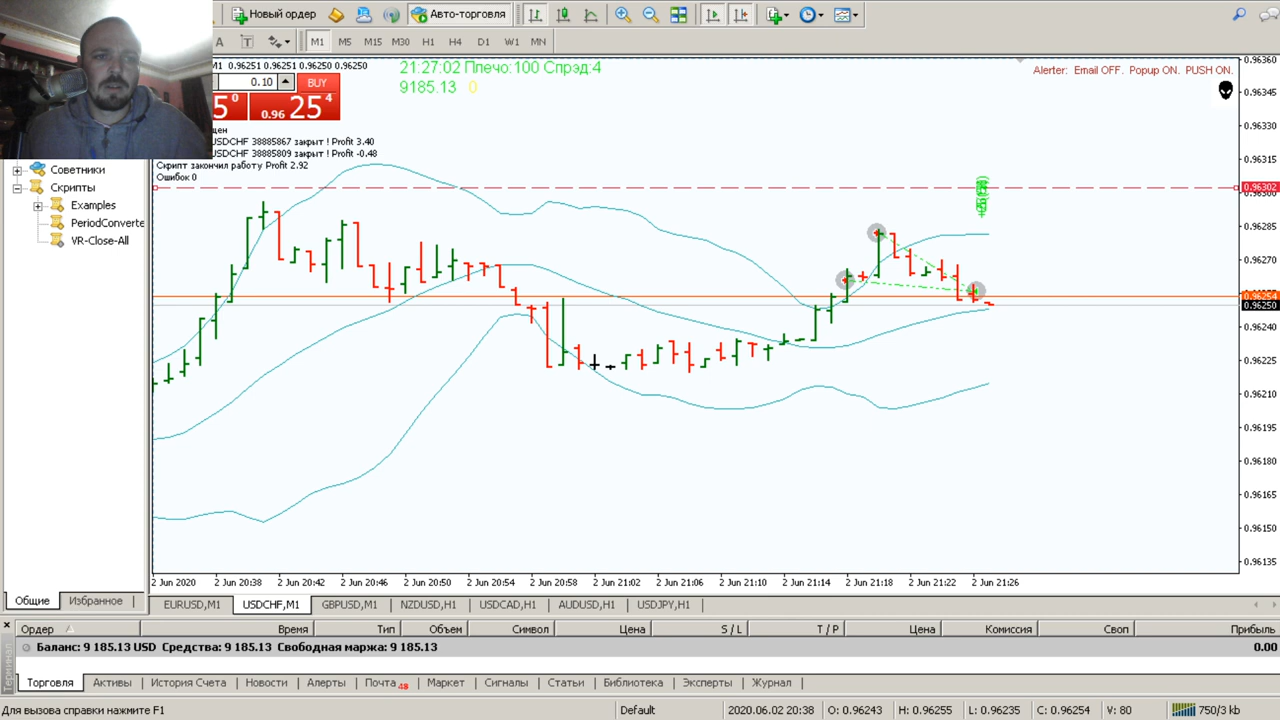 Новый ордер
Авто-торговля
A T M1 M5 M15 M30 H1 H4 D1 W1 MN
M1 0.96251 0.96251 0.96250 0.96250
21:27:02 Плечо:100 Спрэд:4
Alerter: Email OFF. Popup ON. PUSH ON.
0.10 BUY
9185.13 0
5⁰ 0.96 25⁴
USDCHF 38885867 закрыт ! Profit 3.40
USDCHF 38885809 закрыт ! Profit -0.48
Скрипт закончил работу Profit 2.92
Ошибок 0
Советники
Скрипты
Examples
PeriodConverte
VR-Close-All
0.96360
0.96345
0.96330
0.96315
0.96302
0.96300
0.96285
0.96270
0.96254
0.96250
0.96240
0.96225
0.96210
0.96195
0.96180
0.96165
0.96150
0.96135
2 Jun 2020 2 Jun 20:38 2 Jun 20:42 2 Jun 20:46 2 Jun 20:50 2 Jun 20:54 2 Jun 20:58 2 Jun 21:02 2 Jun 21:06 2 Jun 21:10 2 Jun 21:14 2 Jun 21:18 2 Jun 21:22 2 Jun 21:26
Общие Избранное
EURUSD,M1 USDCHF,M1 GBPUSD,M1 NZDUSD,H1 USDCAD,H1 AUDUSD,H1 USDJPY,H1
Ордер Время Тип Объем Символ Цена S / L T / P Цена Комиссия Своп Прибыль
Баланс: 9 185.13 USD Средства: 9 185.13 Свободная маржа: 9 185.13 0.00
Терминал
Торговля Активы История Счета Новости Алерты Почта 48 Маркет Сигналы Статьи Библиотека Эксперты Журнал
Для вызова справки нажмите F1 Default 2020.06.02 20:38 O: 0.96243 H: 0.96255 L: 0.96235 C: 0.96254 V: 80 750/3 kb